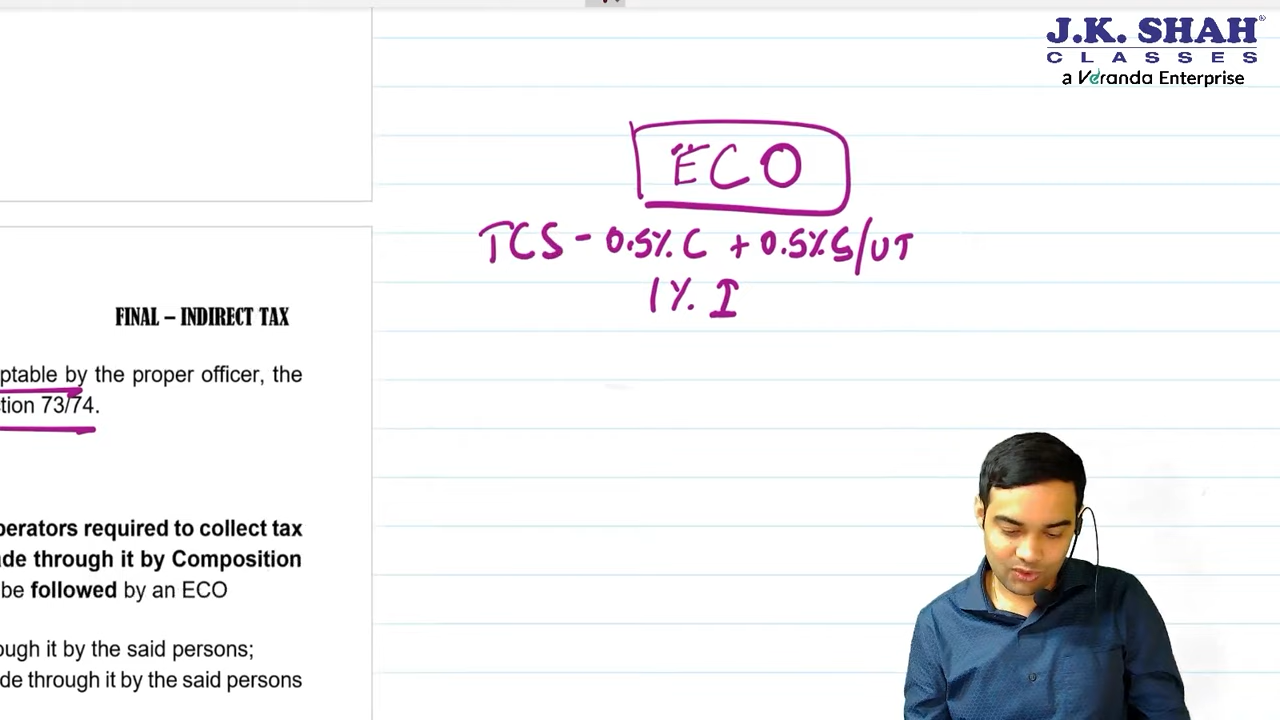 J.K. SHAH®
CLASSES
a Veranda Enterprise
ECO
TCS - 0.5% C + 0.5% S/UT
1% I
FINAL – INDIRECT TAX
ptable by the proper officer, the
tion 73/74.
perators required to collect tax
de through it by Composition
be followed by an ECO
ugh it by the said persons;
de through it by the said persons